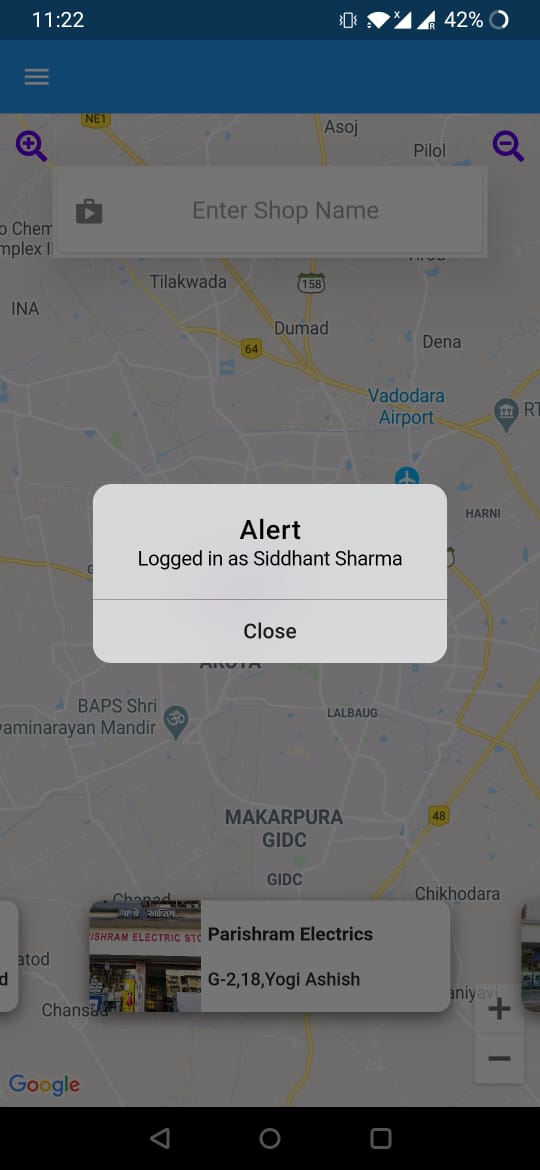 11:22
x
R
42%
NE1
Asoj
Pilol
Enter Shop Name
o Chem
mplex I
Tilakwada
158
INA
Dumad
64
Dena
Vadodara
Airport
RT
HARNI
Alert
Logged in as Siddhant Sharma
Close
BAPS Shri
vaminarayan Mandir
LALBAUG
MAKARPURA
GIDC
48
GIDC
Chikhodara
Chanad
ISHRAM ELECTRIC STO
Parishram Electrics
G-2,18,Yogi Ashish
atod
d
aniyavi
Chansad
+
−
Google